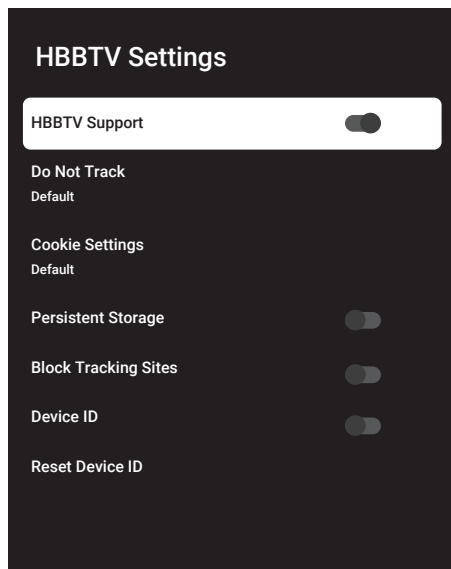 HBBTV Settings
HBBTV Support
Do Not Track
Default
Cookie Settings
Default
Persistent Storage
Block Tracking Sites
Device ID
Reset Device ID